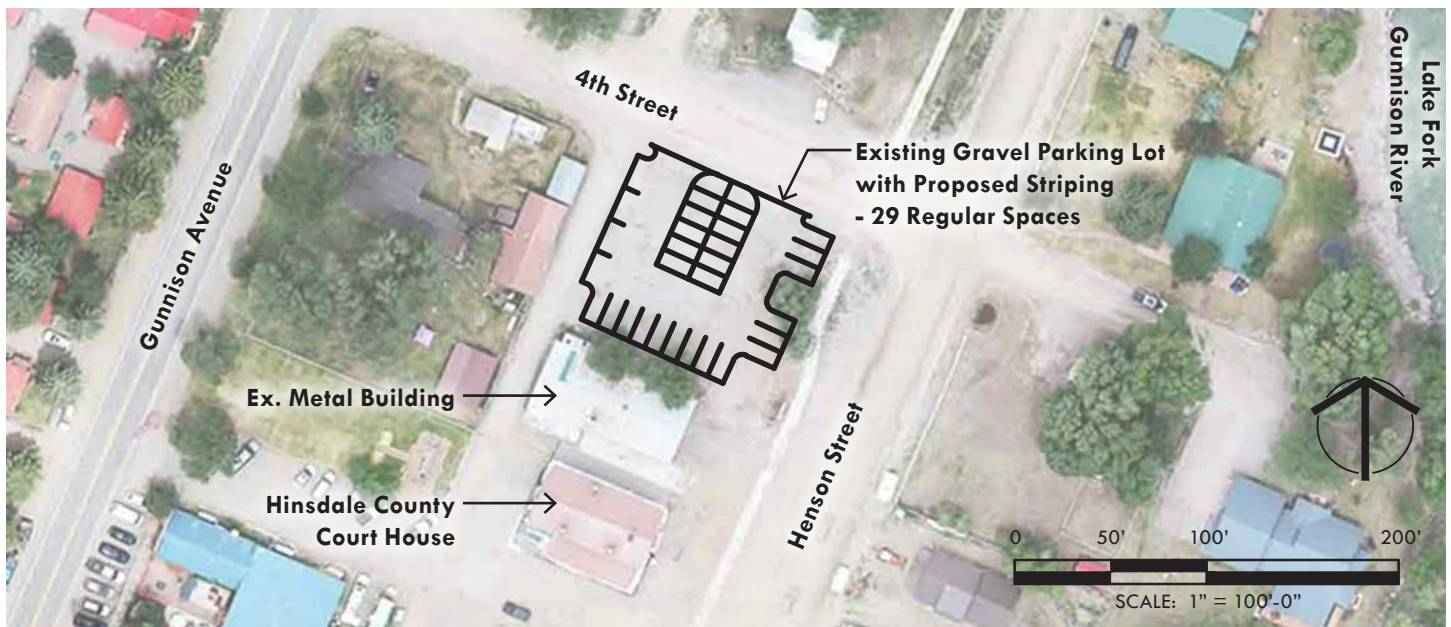 4th Street
Gunnison Avenue
Existing Gravel Parking Lot
with Proposed Striping
- 29 Regular Spaces
Lake Fork
Gunnison River
Ex. Metal Building
Hinsdale County
Court House
Henson Street
0 50’ 100’ 200’
SCALE: 1” = 100’-0”